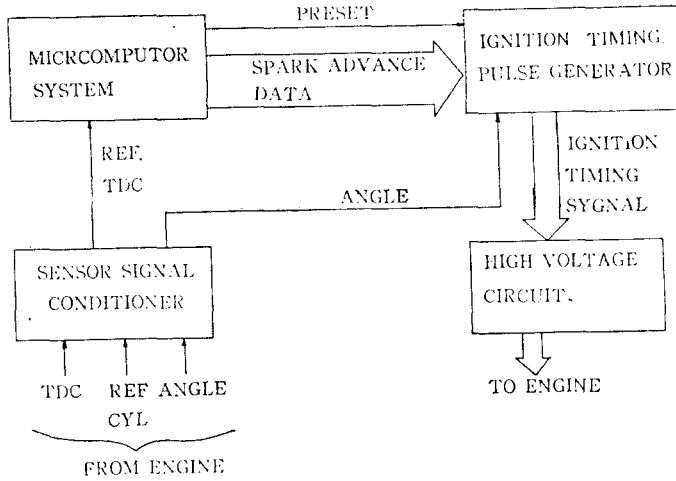 PRESET
MICRCOMPUTOR
SYSTEM
SPARK ADVANCE
DATA
IGNITION TIMING.
PULSE GENERATOR
REF.
TDC
IGNITION
TIMING
SYGNAL
ANGLE
SENSOR SIGNAL
CONDITIONER
HIGH VOLTAGE
CIRCUIT.
TDC REF ANGLE
CYL
TO ENGINE
FROM ENGINE